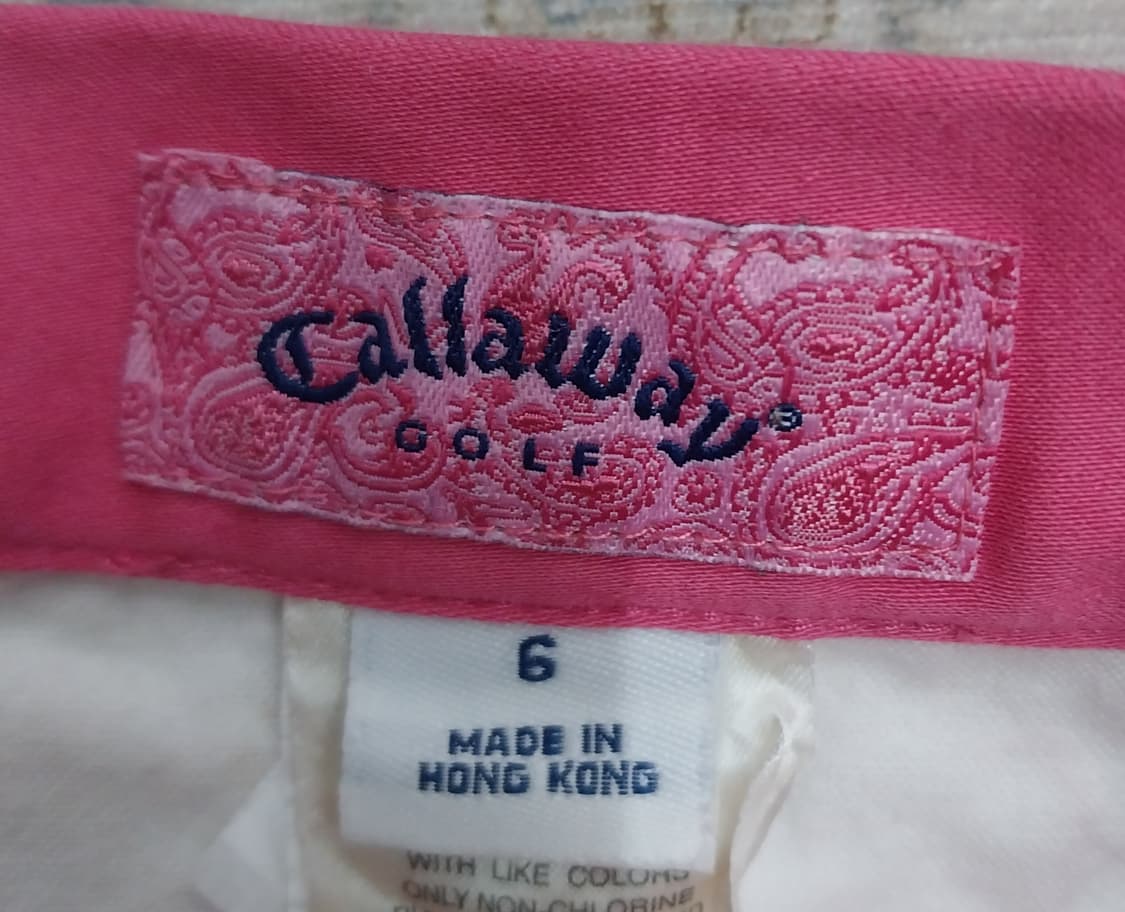 Callaway®
GOLF
6
MADE IN
HONG KONG
WITH LIKE COLORS
ONLY NON-CHLORINE